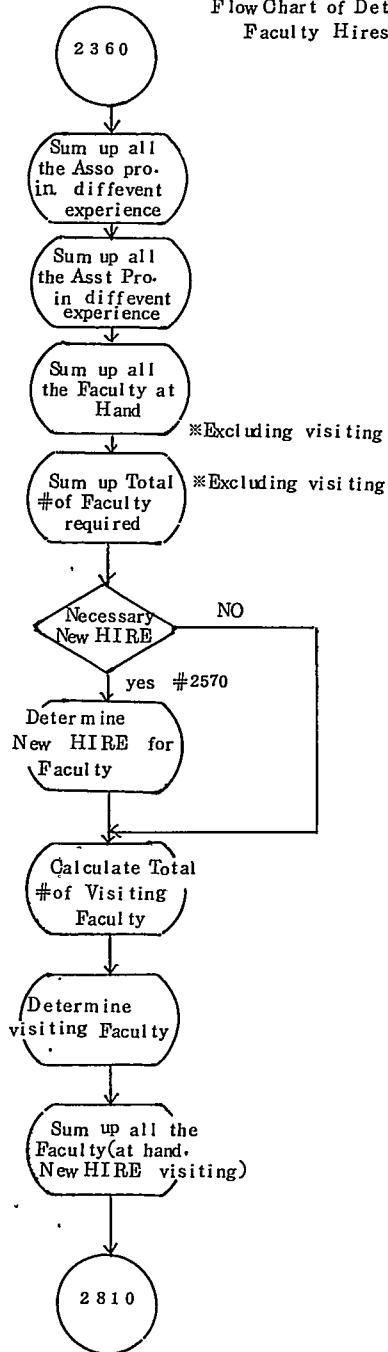 Flow Chart of Det
Faculty Hires
2360
Sum up all
the Asso pro.
in different
experience
Sum up all
the Asst Pro.
in different
experience
Sum up all
the Faculty at
Hand
※Excluding visiting
Sum up Total
#of Faculty
required
※Excluding visiting
Necessary
New HIRE
NO
yes #2570
Determine
New HIRE for
Faculty
Calculate Total
#of Visiting
Faculty
Determine
visiting Faculty
Sum up all the
Faculty(at hand.
New HIRE visiting)
2810